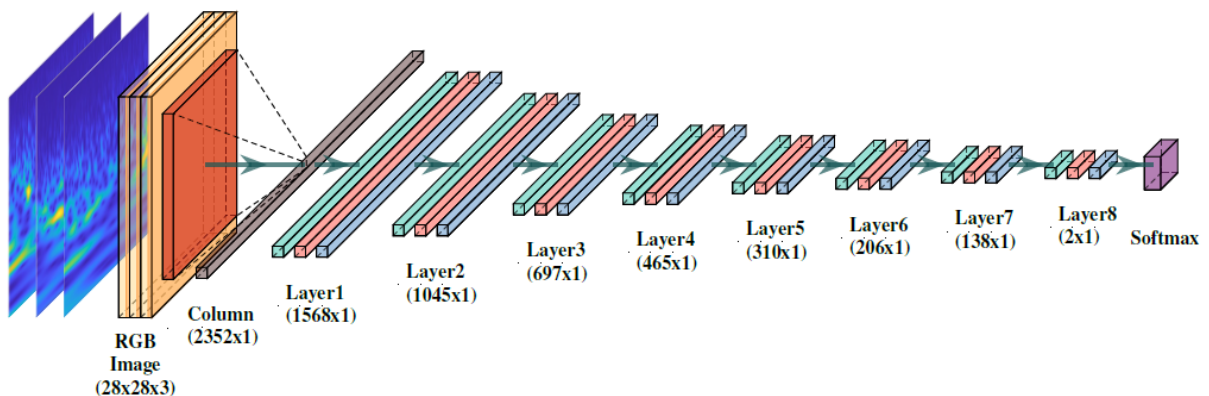 RGB
Image
(28x28x3)
Column
(2352x1)
Layer1
(1568x1)
Layer2
(1045x1)
Layer3
(697x1)
Layer4
(465x1)
Layer5
(310x1)
Layer6
(206x1)
Layer7
(138x1)
Layer8
(2x1)
Softmax